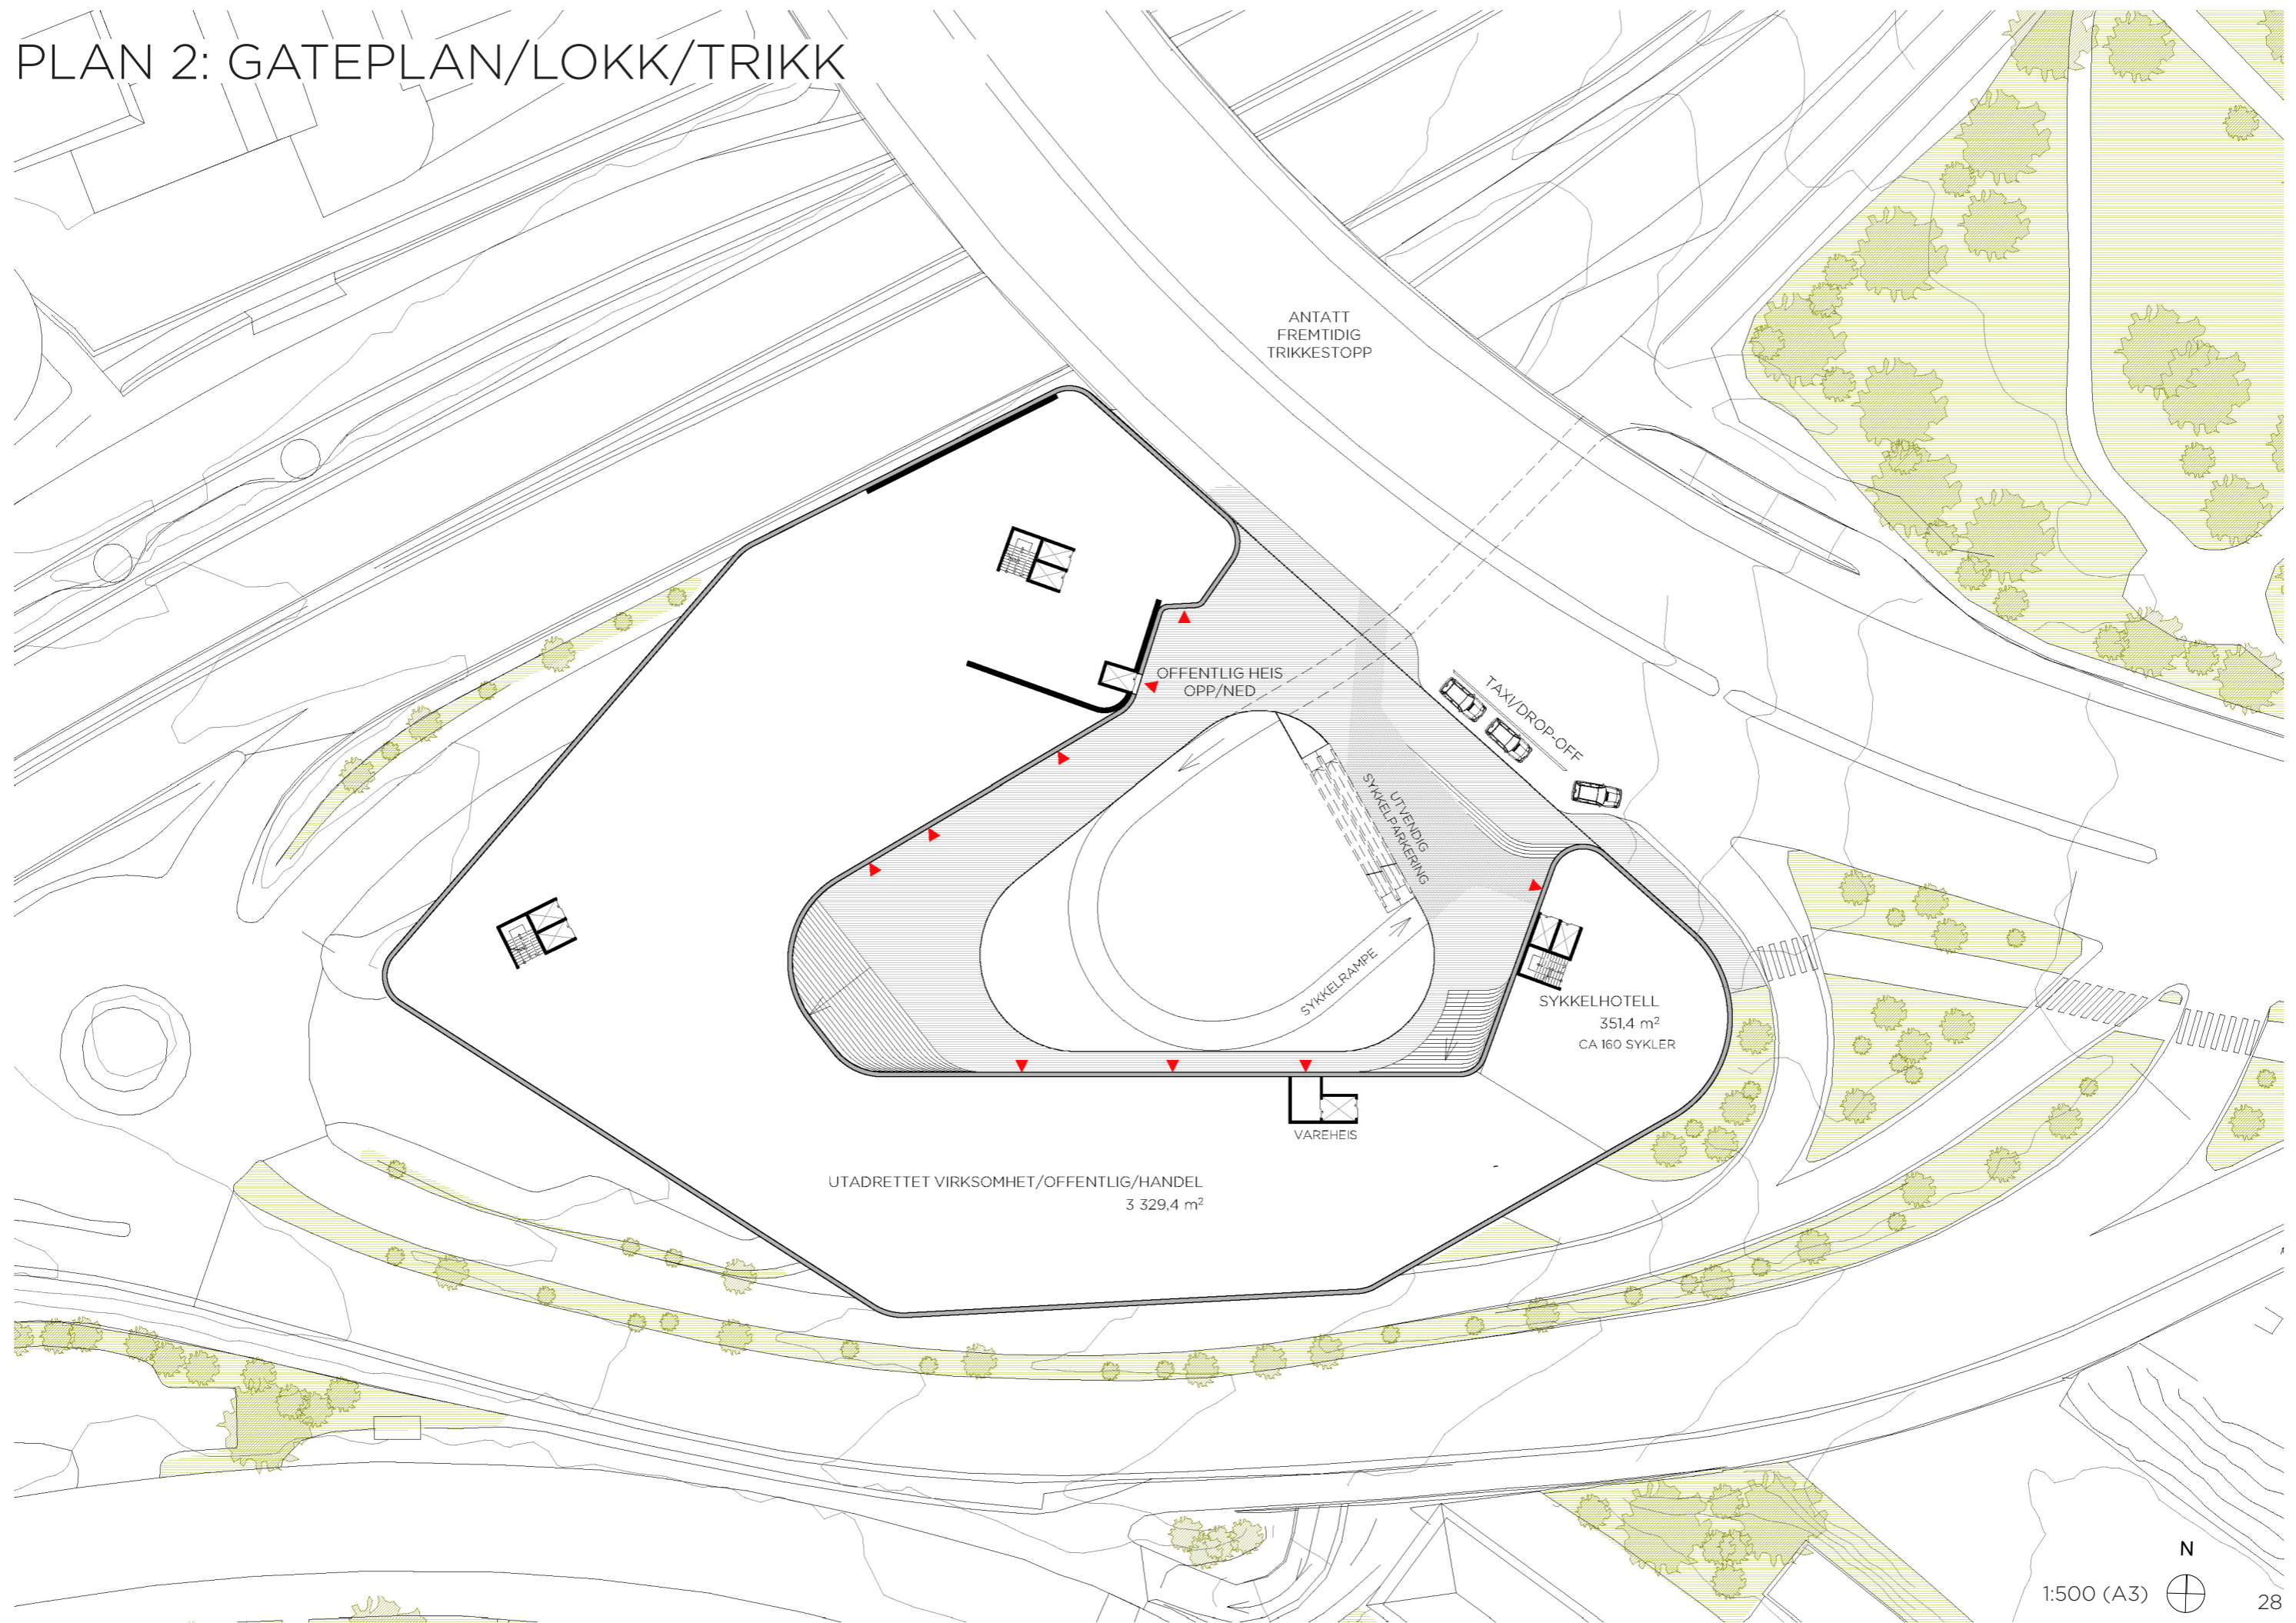 PLAN 2: GATEPLAN/LOKK/TRIKK
ANTATT
FREMTIDIG
TRIKKESTOPP
OFFENTLIG HEIS
OPP/NED
TAXI/DROP-OFF
UTVENDIG
SYKKELPARKERING
SYKKELRAMPE
SYKKELHOTELL
351,4 m²
CA 160 SYKLER
VAREHEIS
UTADRETTET VIRKSOMHET/OFFENTLIG/HANDEL
3 329,4 m²
N
1:500 (A3)
28